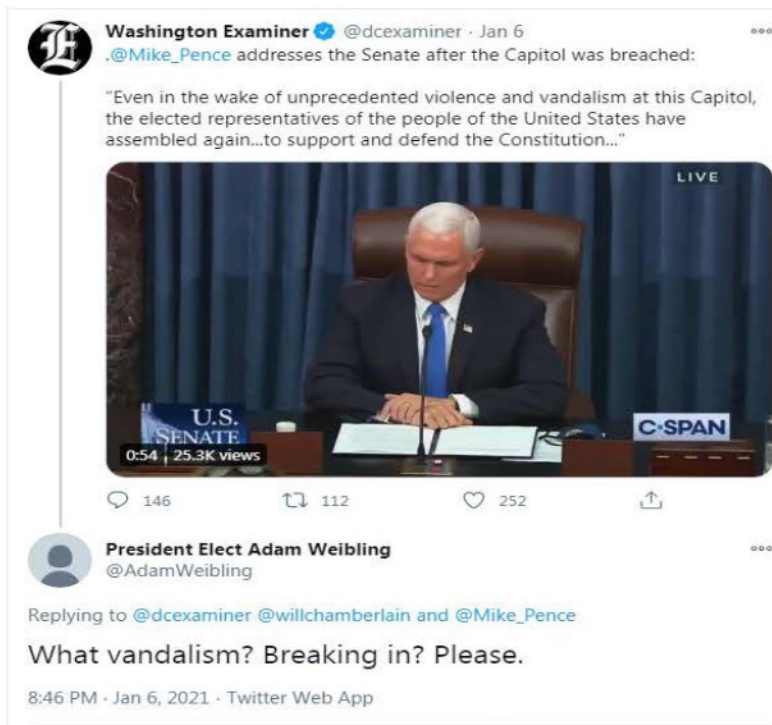 Washington Examiner @dcexaminer · Jan 6
.@Mike_Pence addresses the Senate after the Capitol was breached:
"Even in the wake of unprecedented violence and vandalism at this Capitol,
the elected representatives of the people of the United States have
assembled again...to support and defend the Constitution..."
LIVE
U.S.
SENATE
C-SPAN
0:54 25.3K views
146 112 252
President Elect Adam Weibling
@AdamWeibling
Replying to @dcexaminer @willchamberlain and @Mike_Pence
What vandalism? Breaking in? Please.
8:46 PM · Jan 6, 2021 · Twitter Web App